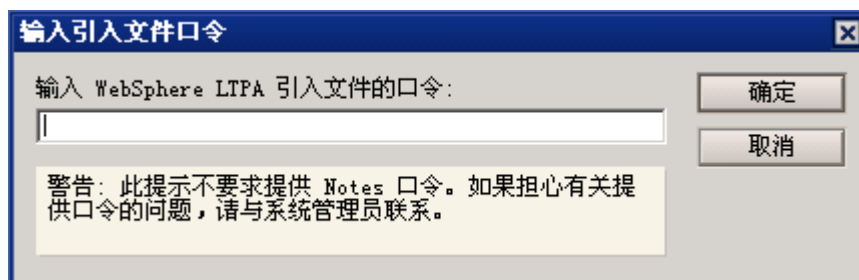 输入引入文件口令
输入 WebSphere LTPA 引入文件的口令:
确定
取消
警告: 此提示不要求提供 Notes 口令。如果担心有关提
供口令的问题,请与系统管理员联系。